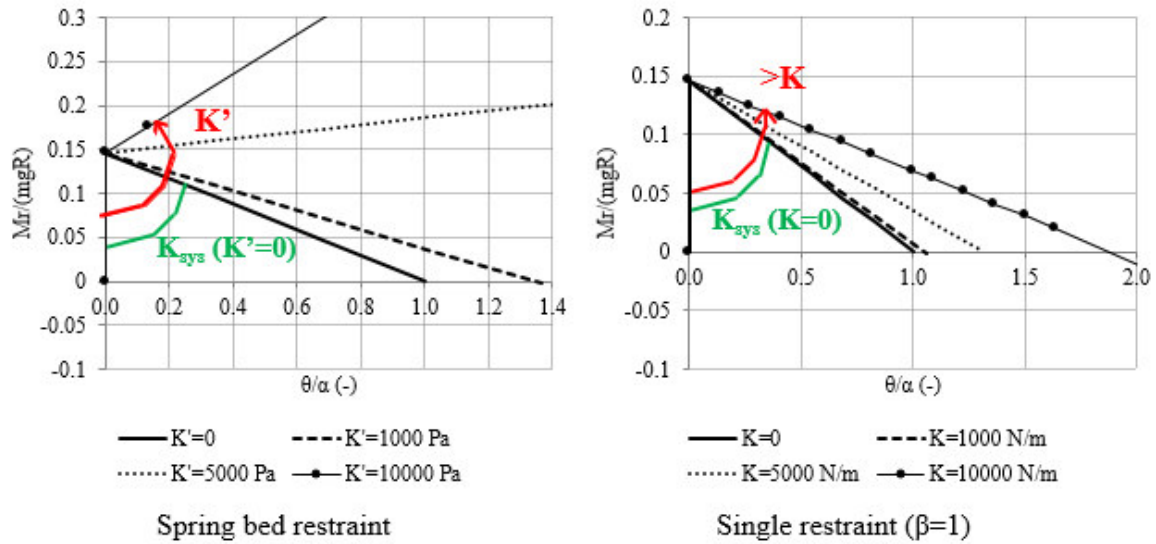 0.3
0.25
0.2
0.15
0.1
0.05
0
-0.05
-0.1
0.0 0.2 0.4 0.6 0.8 1.0 1.2 1.4
Mr/(mgR)
θ/α (-)
K'
Ksys (K'=0)
K'=0 K'=1000 Pa
K'=5000 Pa K'=10000 Pa
Spring bed restraint
0.2
0.15
0.1
0.05
0
-0.05
-0.1
0.0 0.5 1.0 1.5 2.0
Mr/(mgR)
θ/α (-)
>K
Ksys (K=0)
K=0 K=1000 N/m
K=5000 N/m K=10000 N/m
Single restraint (β=1)